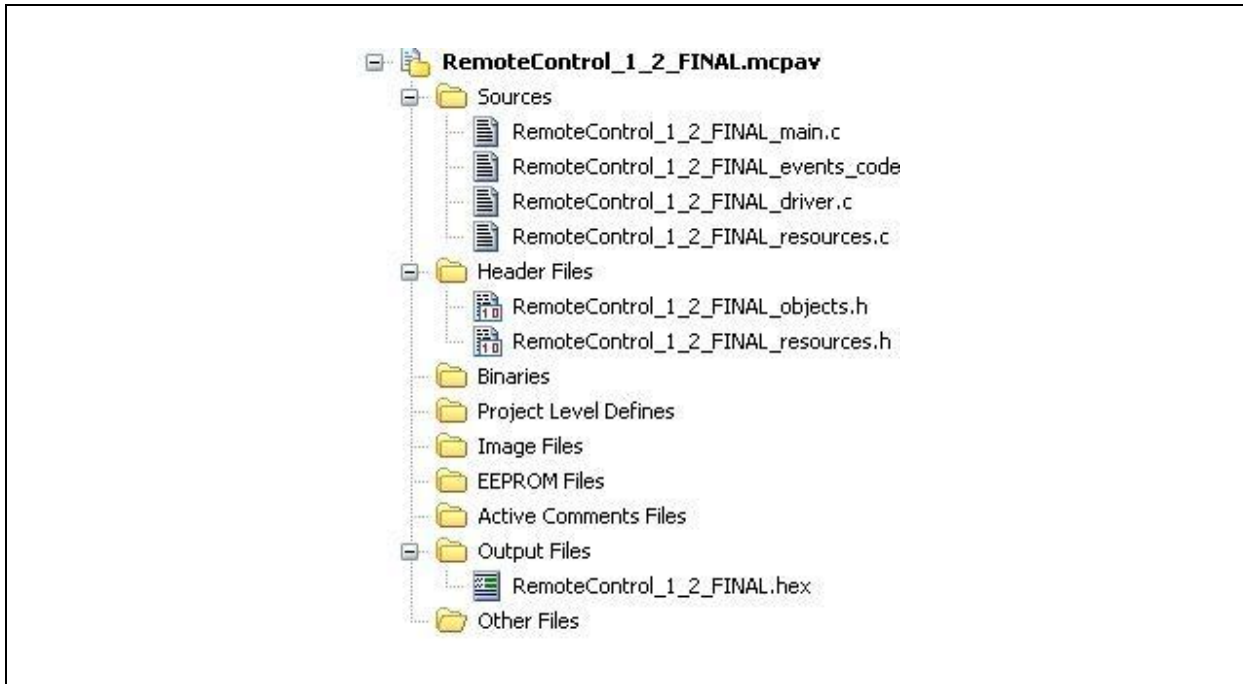 RemoteControl_1_2_FINAL.mcpav
Sources
RemoteControl_1_2_FINAL_main.c
RemoteControl_1_2_FINAL_events_code
RemoteControl_1_2_FINAL_driver.c
RemoteControl_1_2_FINAL_resources.c
Header Files
RemoteControl_1_2_FINAL_objects.h
RemoteControl_1_2_FINAL_resources.h
Binaries
Project Level Defines
Image Files
EEPROM Files
Active Comments Files
Output Files
RemoteControl_1_2_FINAL.hex
Other Files